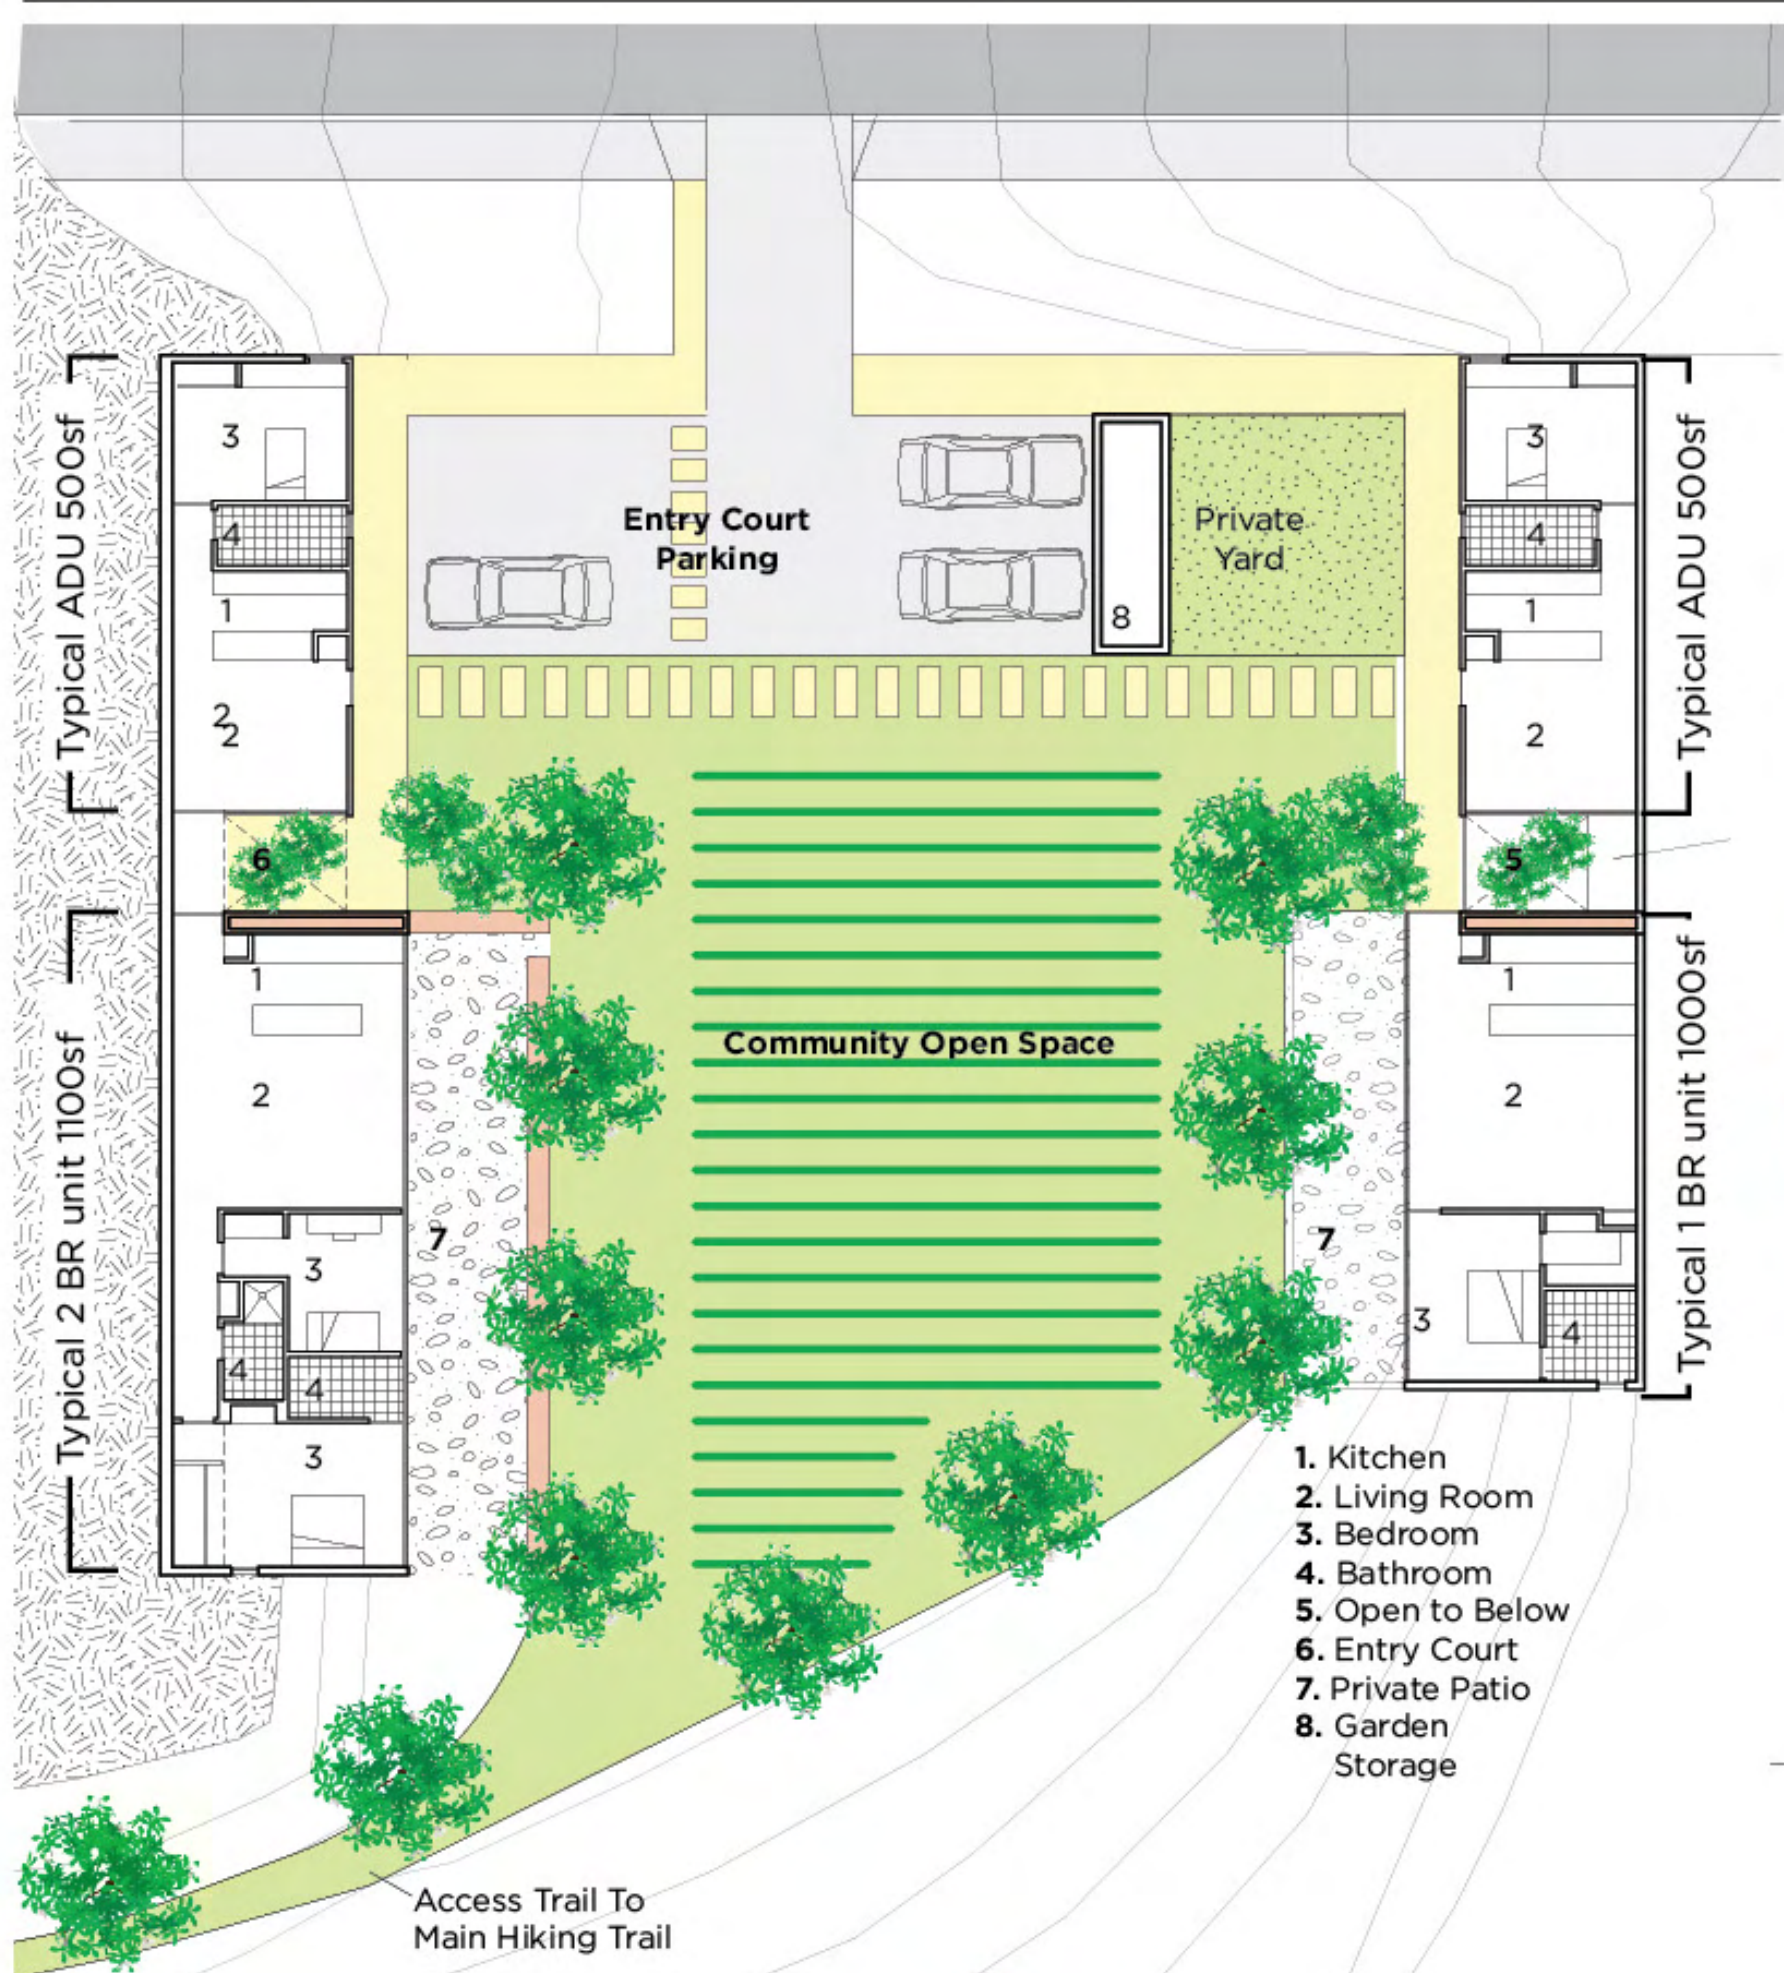 Typical ADU 500sf
3
4
1
2
2
6
Typical 2 BR unit 1100sf
1
2
3
4
4
3
7
Entry Court
Parking
8
Private
Yard
Community Open Space
3
4
1
2
5
Typical ADU 500sf
1
2
3
4
7
Typical 1 BR unit 1000sf
1. Kitchen
2. Living Room
3. Bedroom
4. Bathroom
5. Open to Below
6. Entry Court
7. Private Patio
8. Garden
Storage
Access Trail To
Main Hiking Trail